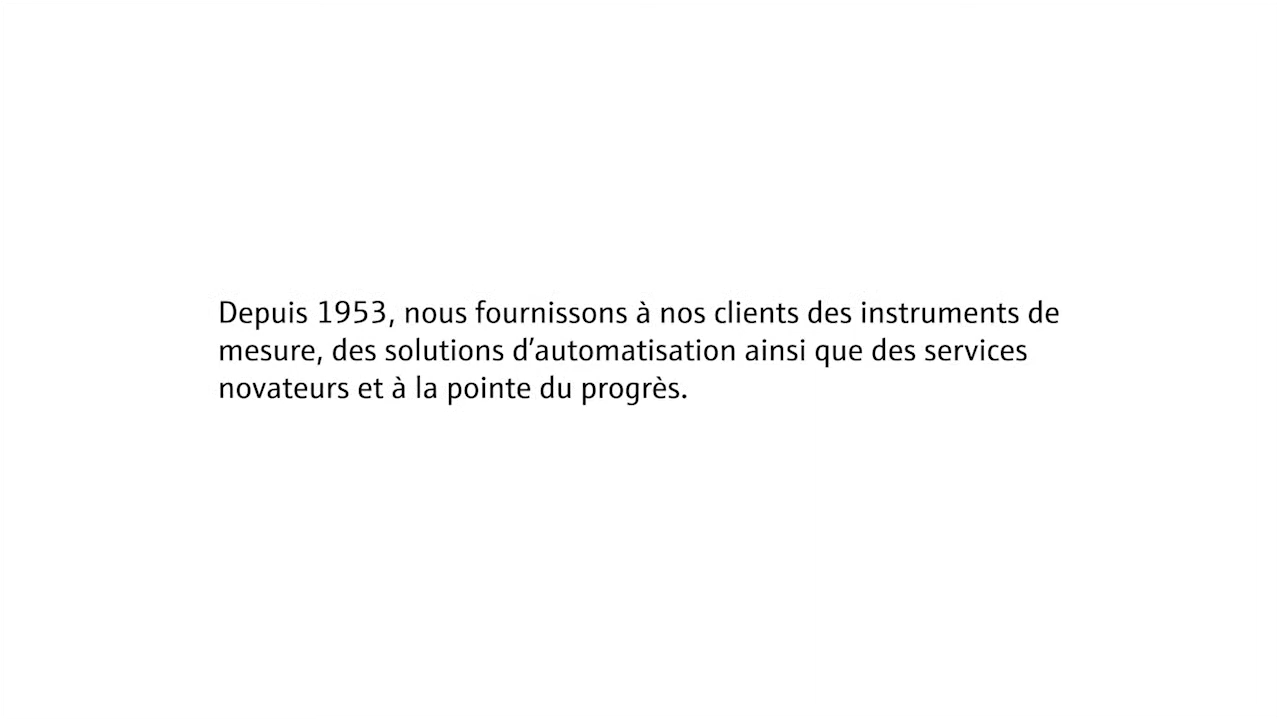 Depuis 1953, nous fournissons à nos clients des instruments de
mesure, des solutions d’automatisation ainsi que des services
novateurs et à la pointe du progrès.